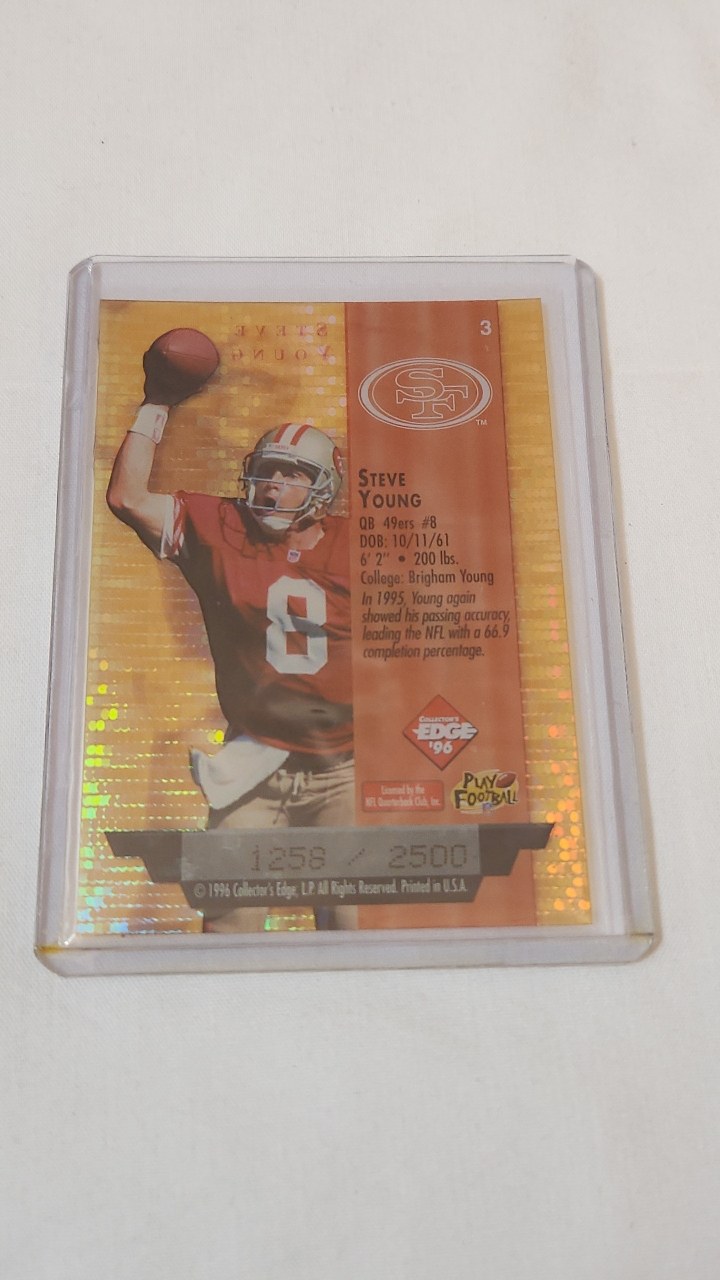 STEVE
YOUNG
3
SF
TM
STEVE
YOUNG
QB 49ers #8
DOB: 10/11/61
6' 2" • 200 lbs.
College: Brigham Young
In 1995, Young again
showed his passing accuracy,
leading the NFL with a 66.9
completion percentage.
8
COLLECTOR'S
EDGE
'96
Licensed by the
NFL Quarterback Club, Inc.
PLAY
FOOTBALL
1258 / 2500
© 1996 Collector's Edge, L.P. All Rights Reserved. Printed in U.S.A.